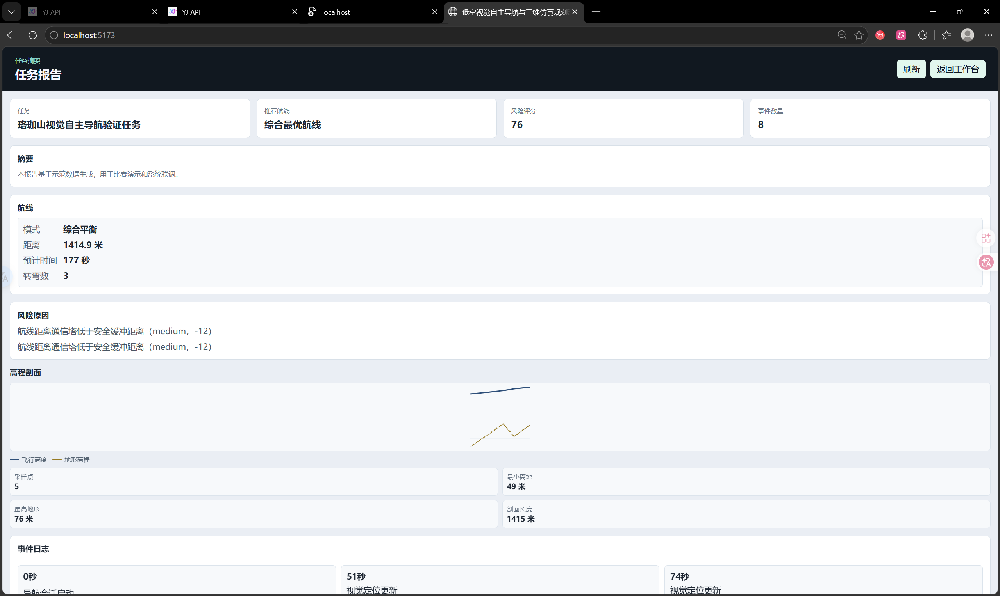 YJ API
YJ API
localhost
低空视觉自主导航与三维仿真规划
localhost:5173
任务摘要
任务报告
刷新
返回工作台
任务
珞珈山视觉自主导航验证任务
推荐航线
综合最优航线
风险评分
76
事件数量
8
摘要
本报告基于示范数据生成，用于比赛演示和系统联调。
航线
模式 综合平衡
距离 1414.9 米
预计时间 177 秒
转弯数 3
风险原因
航线距离通信塔低于安全缓冲距离（medium，-12）
航线距离通信塔低于安全缓冲距离（medium，-12）
高程剖面
飞行高度 地形高程
采样点
5
最小离地
49 米
最高地形
76 米
剖面长度
1415 米
事件日志
0秒
导航会话启动
51秒
视觉定位更新
74秒
视觉定位更新